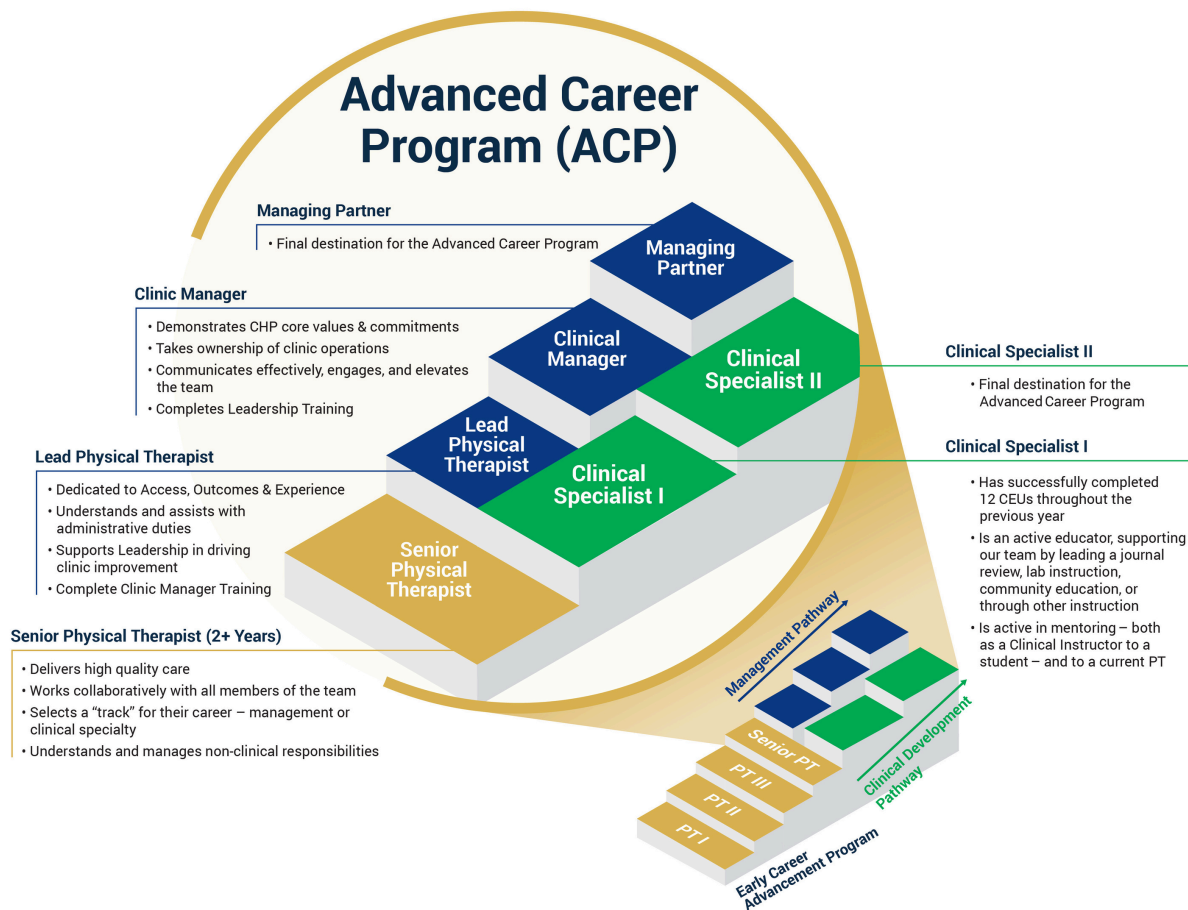 Advanced Career
Program (ACP)
Managing Partner
• Final destination for the Advanced Career Program
Clinic Manager
• Demonstrates CHP core values & commitments
• Takes ownership of clinic operations
• Communicates effectively, engages, and elevates
the team
• Completes Leadership Training
Lead Physical Therapist
• Dedicated to Access, Outcomes & Experience
• Understands and assists with
administrative duties
• Supports Leadership in driving
clinic improvement
• Complete Clinic Manager Training
Senior Physical Therapist (2+ Years)
• Delivers high quality care
• Works collaboratively with all members of the team
• Selects a “track” for their career – management or
clinical specialty
• Understands and manages non-clinical responsibilities
Managing
Partner
Clinical
Manager
Clinical
Specialist II
Lead
Physical
Therapist
Clinical
Specialist I
Senior
Physical
Therapist
Clinical Specialist II
• Final destination for the
Advanced Career Program
Clinical Specialist I
• Has successfully completed
12 CEUs throughout the
previous year
• Is an active educator, supporting
our team by leading a journal
review, lab instruction,
community education, or
through other instruction
• Is active in mentoring – both
as a Clinical Instructor to a
student – and to a current PT
Management Pathway
Clinical Development
Pathway
Senior PT
PT III
PT II
PT I
Early Career
Advancement Program